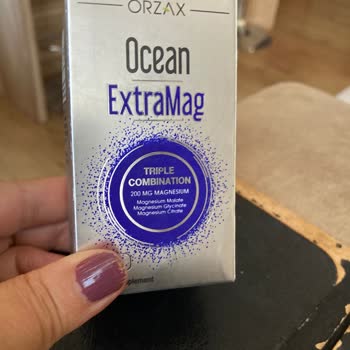 ORZAX
Ocean
ExtraMag
TRIPLE
COMBINATION
200 MG MAGNESIUM
Magnesium Malate
Magnesium Glycinate
Magnesium Citrate